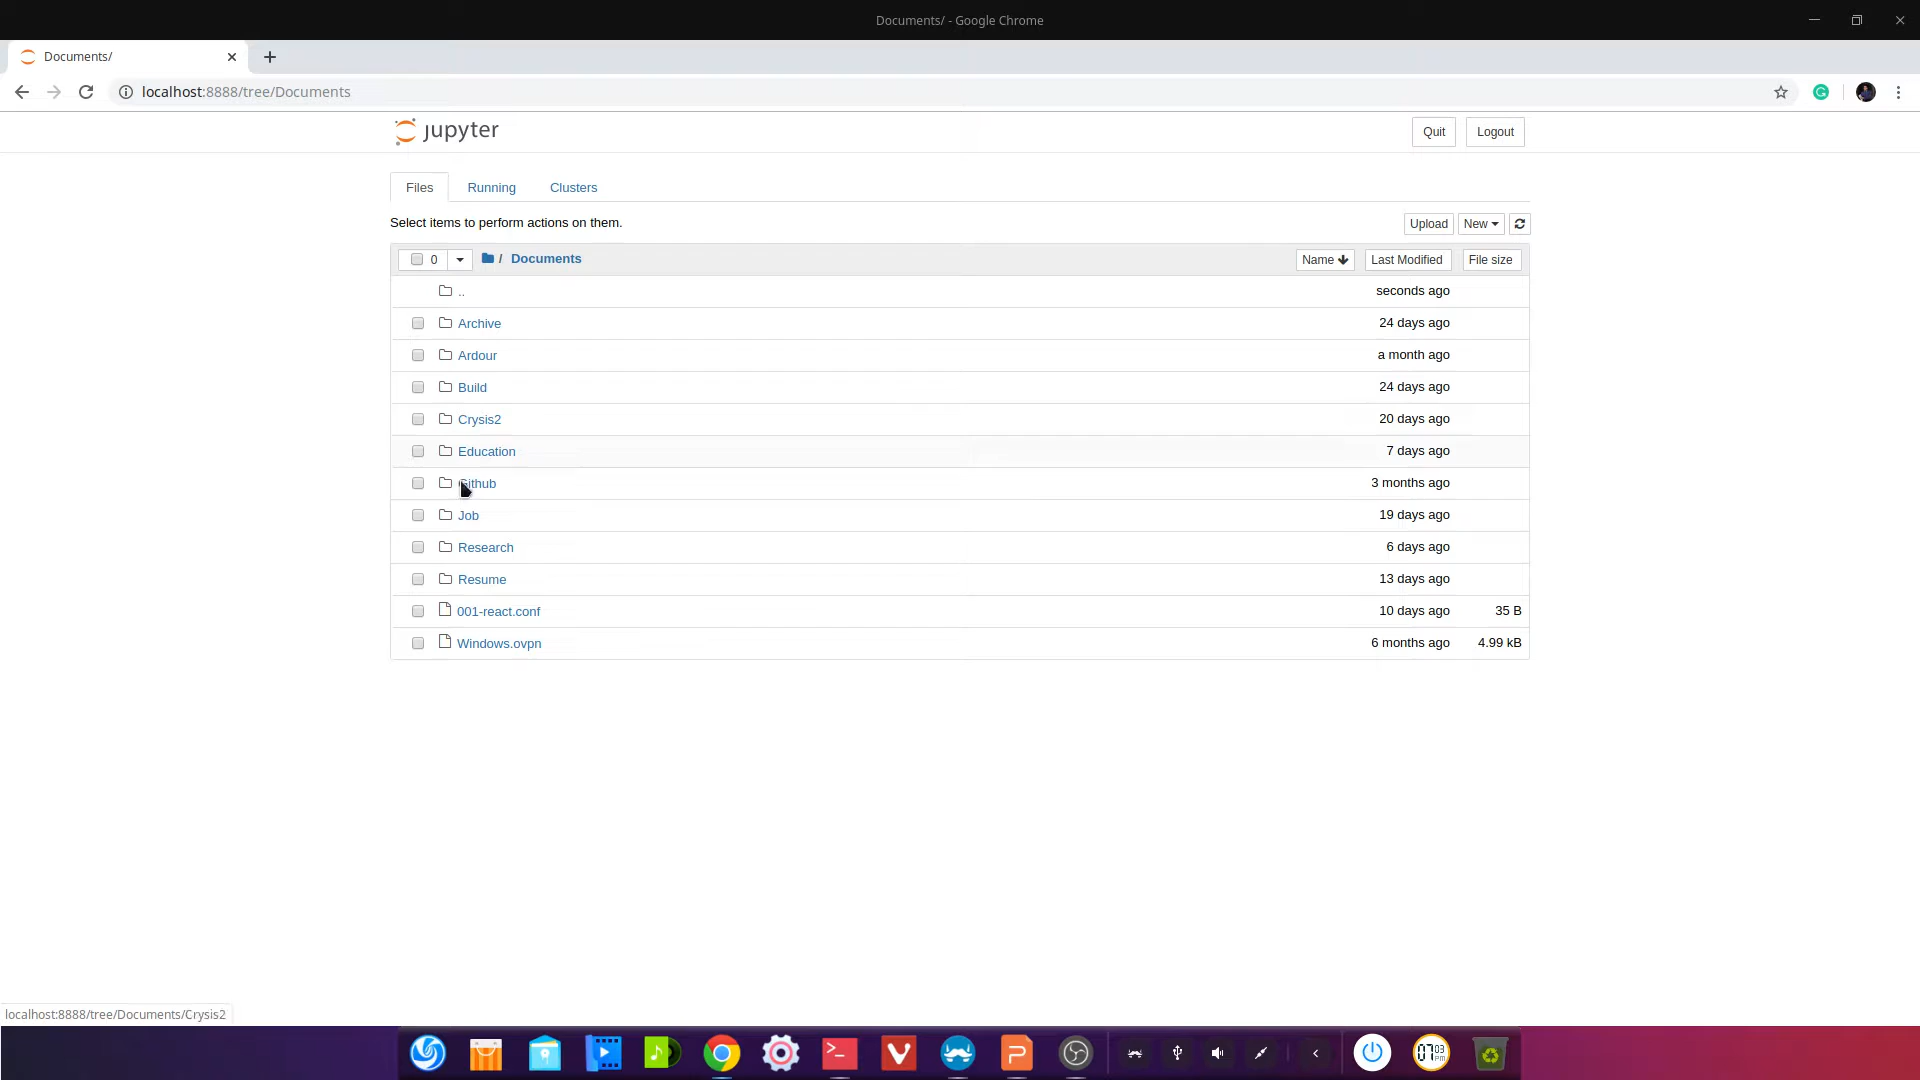 Documents/ - Google Chrome
Documents/
localhost:8888/tree/Documents
jupyter
Quit Logout
Files Running Clusters
Select items to perform actions on them.
Upload New
0 / Documents Name Last Modified File size
.. seconds ago
Archive 24 days ago
Ardour a month ago
Build 24 days ago
Crysis2 20 days ago
Education 7 days ago
Github 3 months ago
Job 19 days ago
Research 6 days ago
Resume 13 days ago
001-react.conf 10 days ago 35 B
Windows.ovpn 6 months ago 4.99 kB
localhost:8888/tree/Documents/Crysis2
07:03 PM